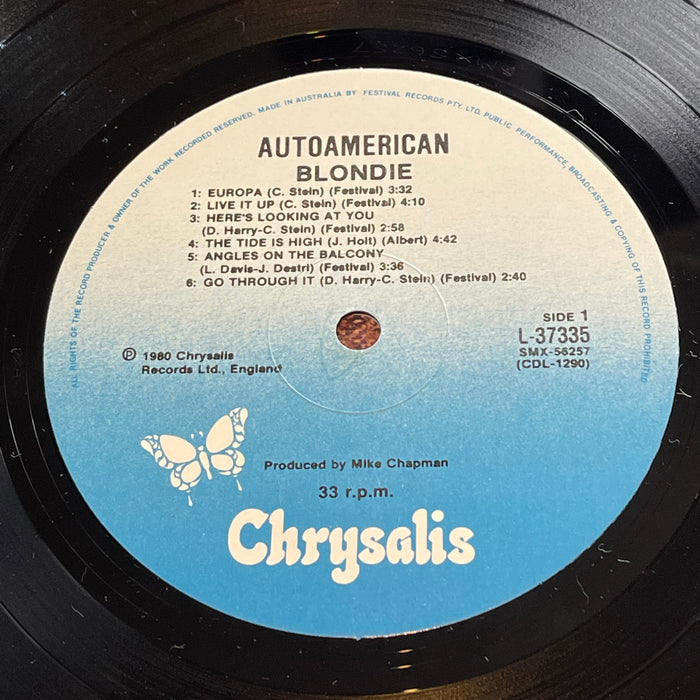 ALL RIGHTS OF THE RECORD PRODUCER & OWNER OF THE WORK RECORDED RESERVED. MADE IN AUSTRALIA BY FESTIVAL RECORDS PTY. LTD. PUBLIC PERFORMANCE, BROADCASTING & COPYING OF THIS RECORD PROHIBITED
AUTOAMERICAN
BLONDIE
1: EUROPA (C. Stein) (Festival) 3:32
2: LIVE IT UP (C. Stein) (Festival) 4:10
3: HERE'S LOOKING AT YOU
(D. Harry-C. Stein) (Festival) 2:58
4: THE TIDE IS HIGH (J. Holt) (Albert) 4:42
5: ANGLES ON THE BALCONY
(L. Davis-J. Destri) (Festival) 3:36
6: GO THROUGH IT (D. Harry-C. Stein) (Festival) 2:40
SIDE 1
L-37335
SMX-56257
(CDL-1290)
℗ 1980 Chrysalis
Records Ltd., England
Produced by Mike Chapman
33 r.p.m.
Chrysalis